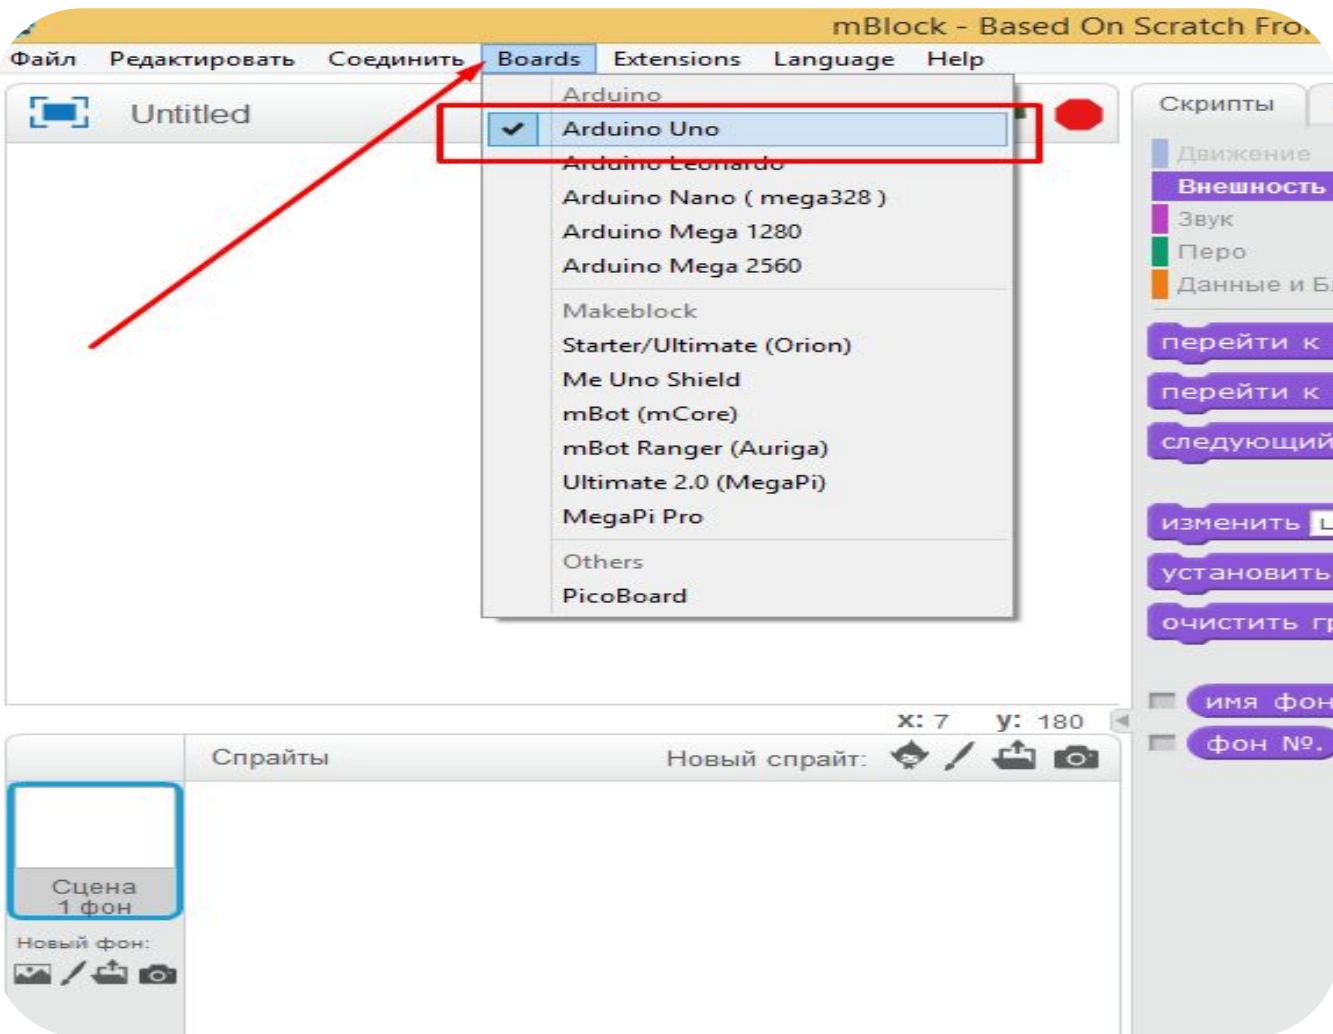 mBlock - Based On Scratch Fro
Файл Редактировать Соединить Boards Extensions Language Help
Untitled
Arduino
Arduino Uno
Arduino Leonardo
Arduino Nano ( mega328 )
Arduino Mega 1280
Arduino Mega 2560
Makeblock
Starter/Ultimate (Orion)
Me Uno Shield
mBot (mCore)
mBot Ranger (Auriga)
Ultimate 2.0 (MegaPi)
MegaPi Pro
Others
PicoBoard
Скрипты
Движение
Внешность
Звук
Перо
Данные и Б
перейти к
перейти к
следующий
изменить ц
установить
очистить гр
имя фон
фон №.
x: 7 y: 180
Спрайты Новый спрайт:
Сцена
1 фон
Новый фон: